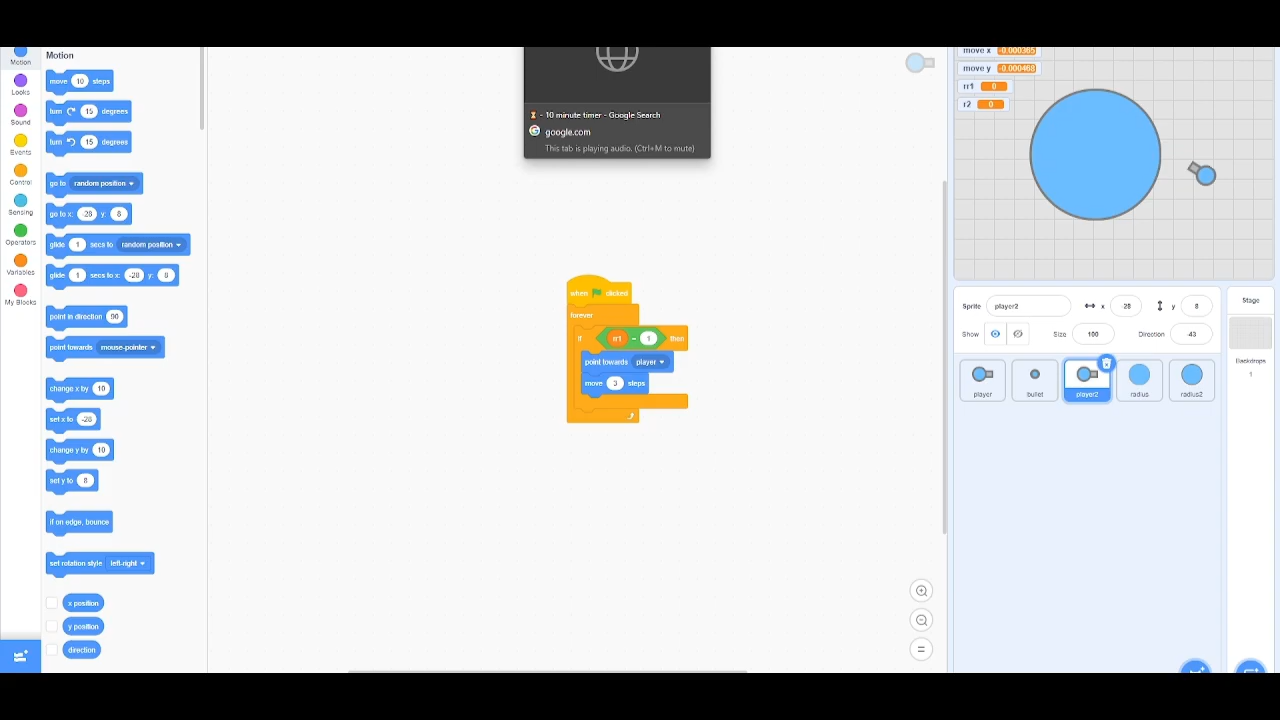 Motion
Looks
Sound
Events
Control
Sensing
Operators
Variables
My Blocks
Motion
move 10 steps
turn 15 degrees
turn 15 degrees
go to random position
go to x: -28 y: 8
glide 1 secs to random position
glide 1 secs to x: -28 y: 8
point in direction 90
point towards mouse-pointer
change x by 10
set x to -28
change y by 10
set y to 8
if on edge, bounce
set rotation style left-right
x position
y position
direction
- 10 minute timer - Google Search
google.com
This tab is playing audio. (Ctrl+M to mute)
when clicked
forever
if rr1 = 1 then
point towards player
move 3 steps
move x -0.000365
move y -0.000468
rr1 0
r2 0
Sprite player2 x -28 y 8
Show Size 100 Direction -43
player
bullet
player2
radius
radius2
Stage
Backdrops
1